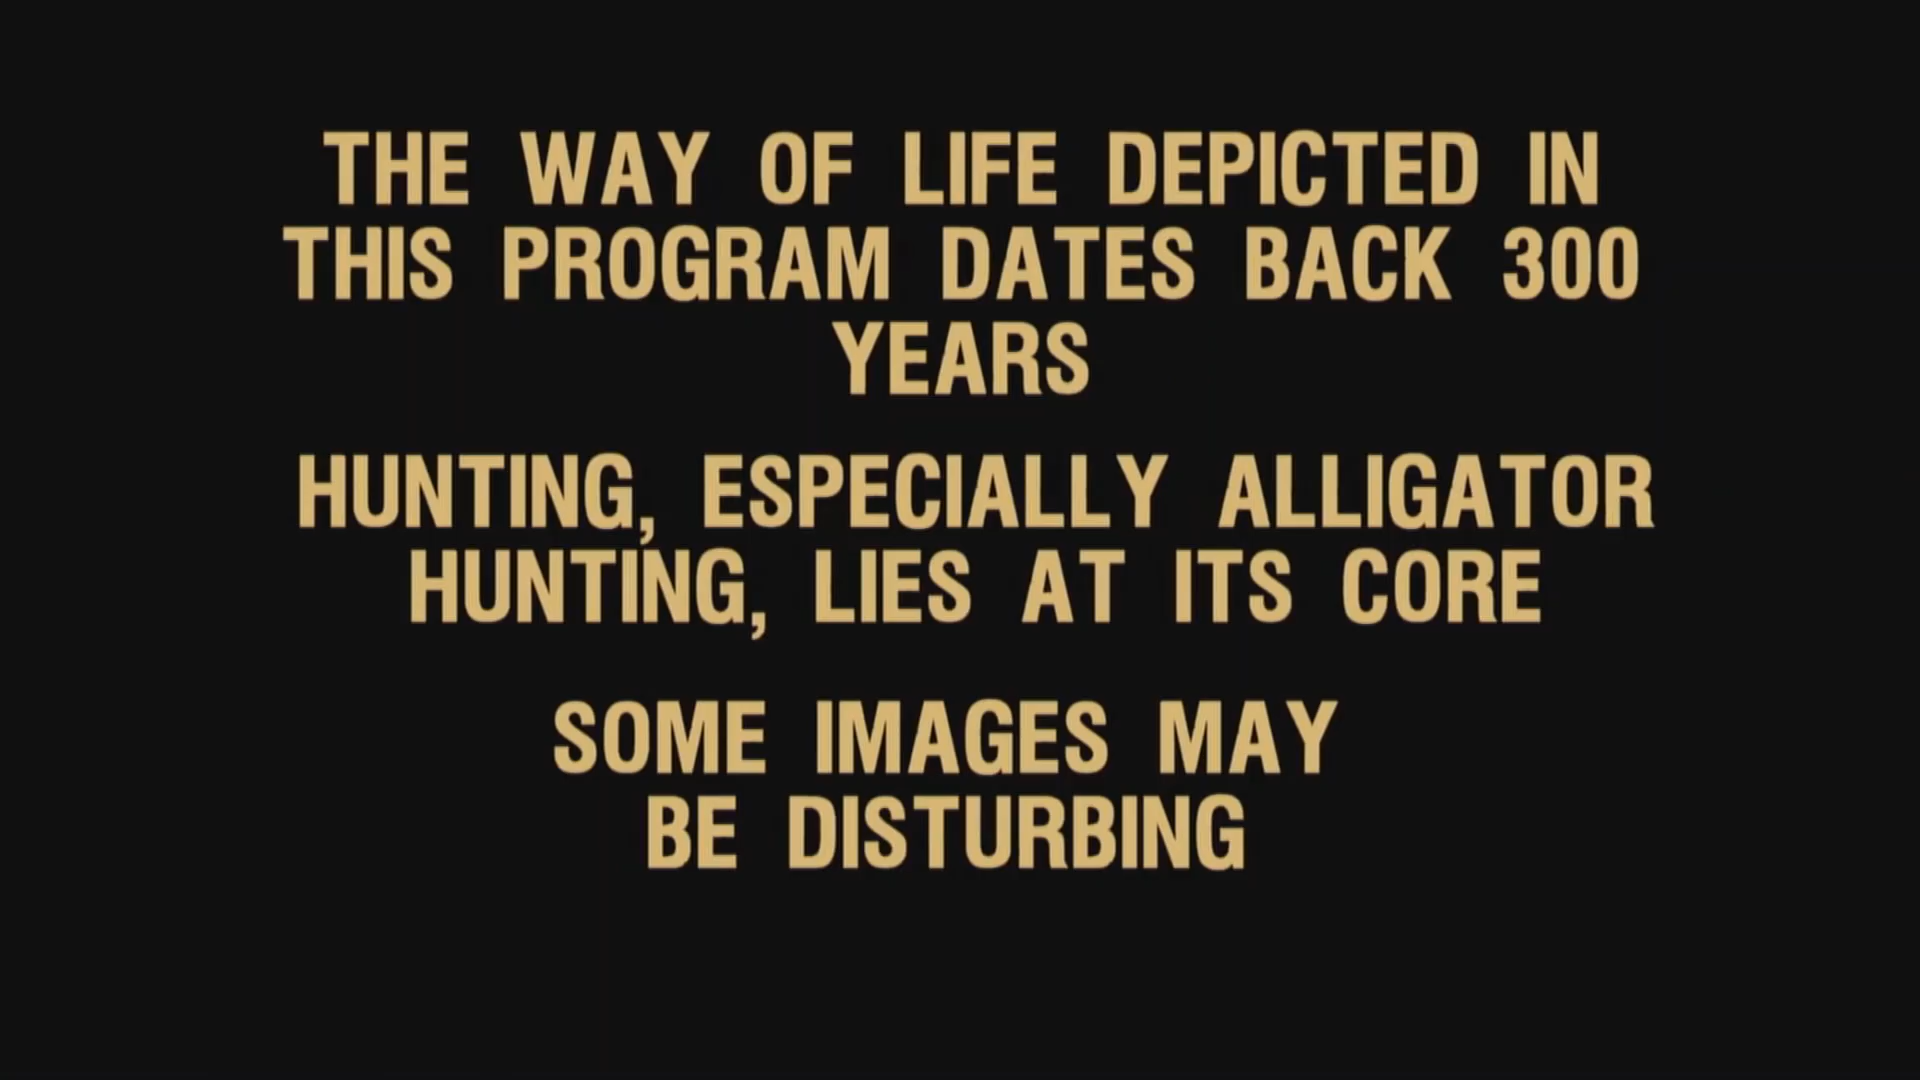 THE WAY OF LIFE DEPICTED IN
THIS PROGRAM DATES BACK 300
YEARS
HUNTING, ESPECIALLY ALLIGATOR
HUNTING, LIES AT ITS CORE
SOME IMAGES MAY
BE DISTURBING